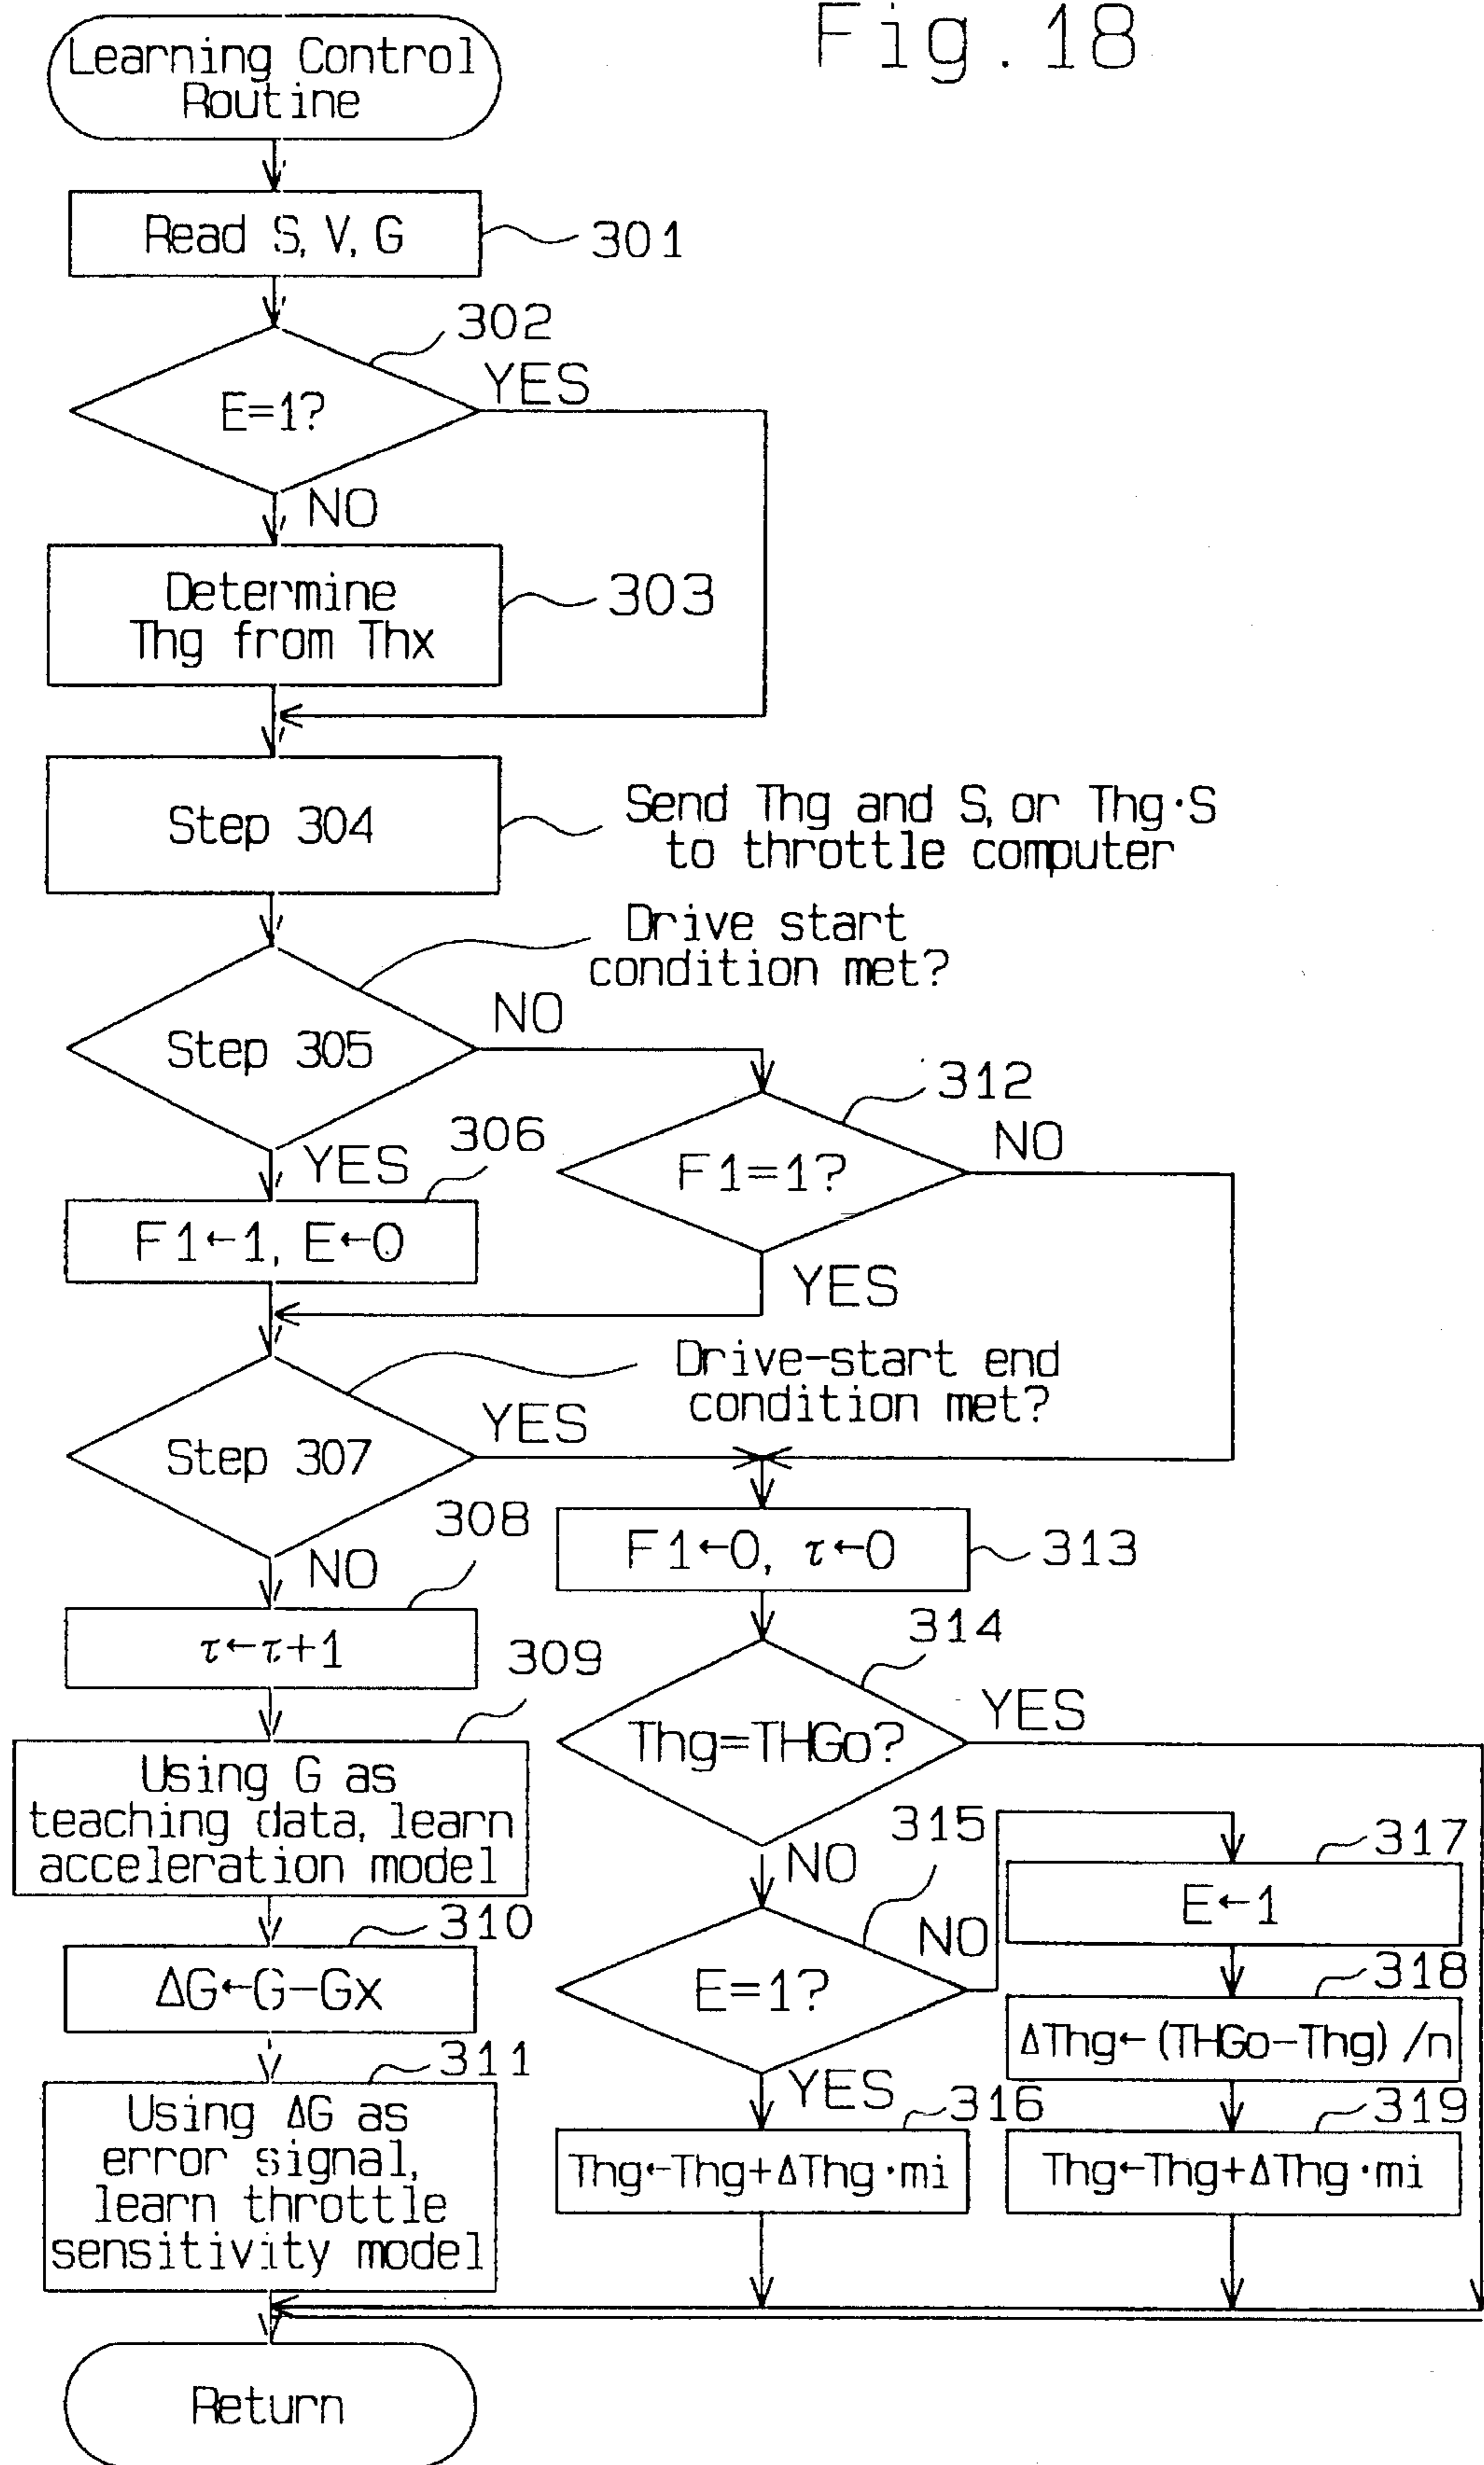 Fig. 18
Learning Control
Routine
Read S, V, G
301
302
E=1?
YES
NO
Determine
Thg from Thx
303
Step 304
Send Thg and S, or Thg·S
to throttle computer
Drive start
condition met?
Step 305
NO
YES
306
F1←1, E←0
312
F1=1?
NO
YES
Drive-start end
condition met?
Step 307
YES
NO
308
τ←τ+1
309
Using G as
teaching data, learn
acceleration model
310
ΔG←G-Gx
311
Using ΔG as
error signal,
learn throttle
sensitivity model
F1←0, τ←0
313
314
Thg=THGo?
YES
NO
315
E=1?
NO
YES
316
Thg←Thg+ΔThg·mi
317
E←1
318
ΔThg←(THGo-Thg)/n
319
Thg←Thg+ΔThg·mi
Return